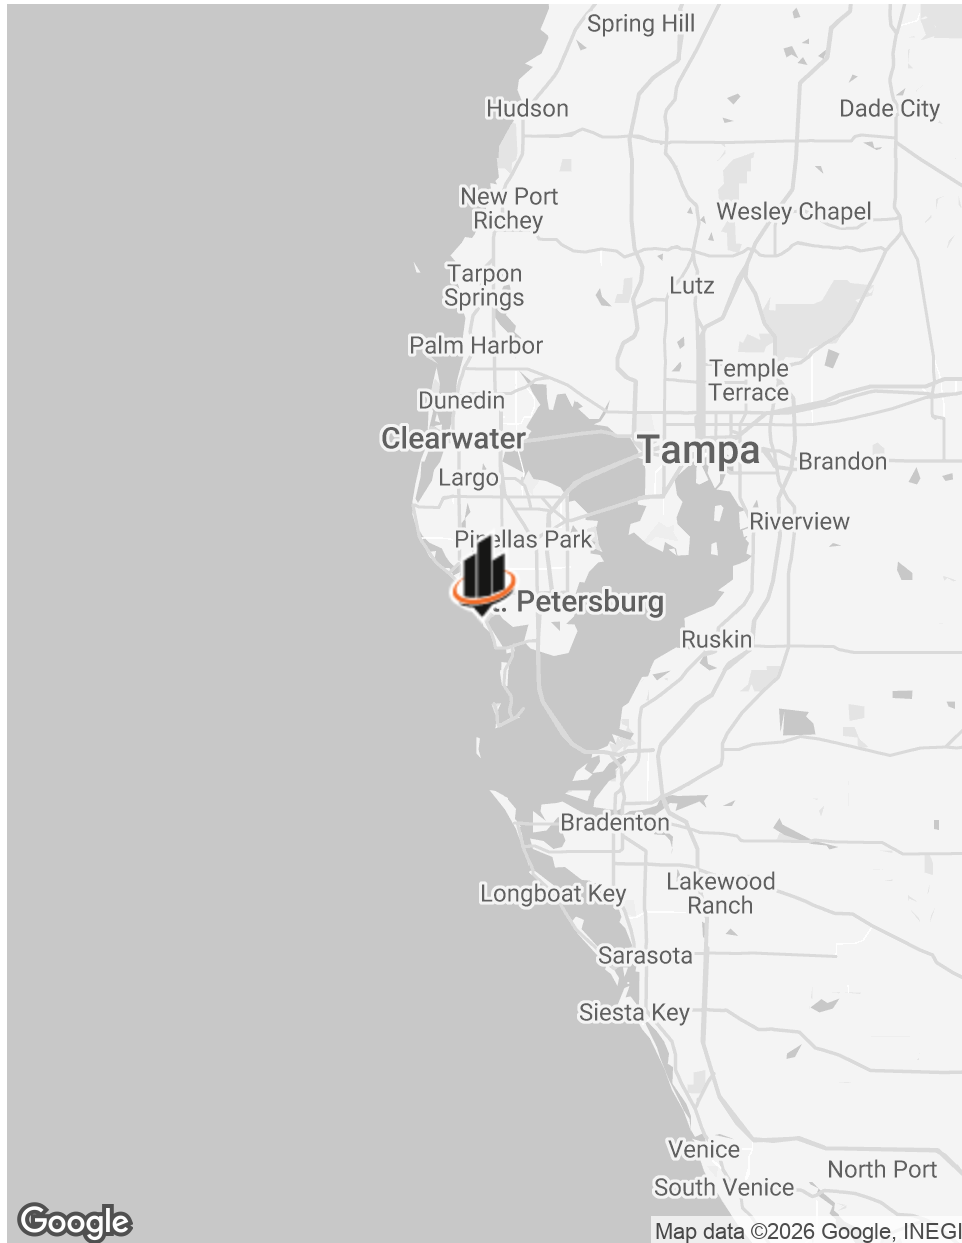 Spring Hill
Hudson
Dade City
New Port
Richey
Wesley Chapel
Tarpon
Springs
Lutz
Palm Harbor
Temple
Terrace
Dunedin
Clearwater
Tampa
Brandon
Largo
Riverview
Park
Petersburg
Ruskin
Bradenton
Lakewood
Ranch
Longboat Key
Sarasota
Siesta Key
Venice
North Port
South Venice
Google
Map data ©2026 Google, INEGI